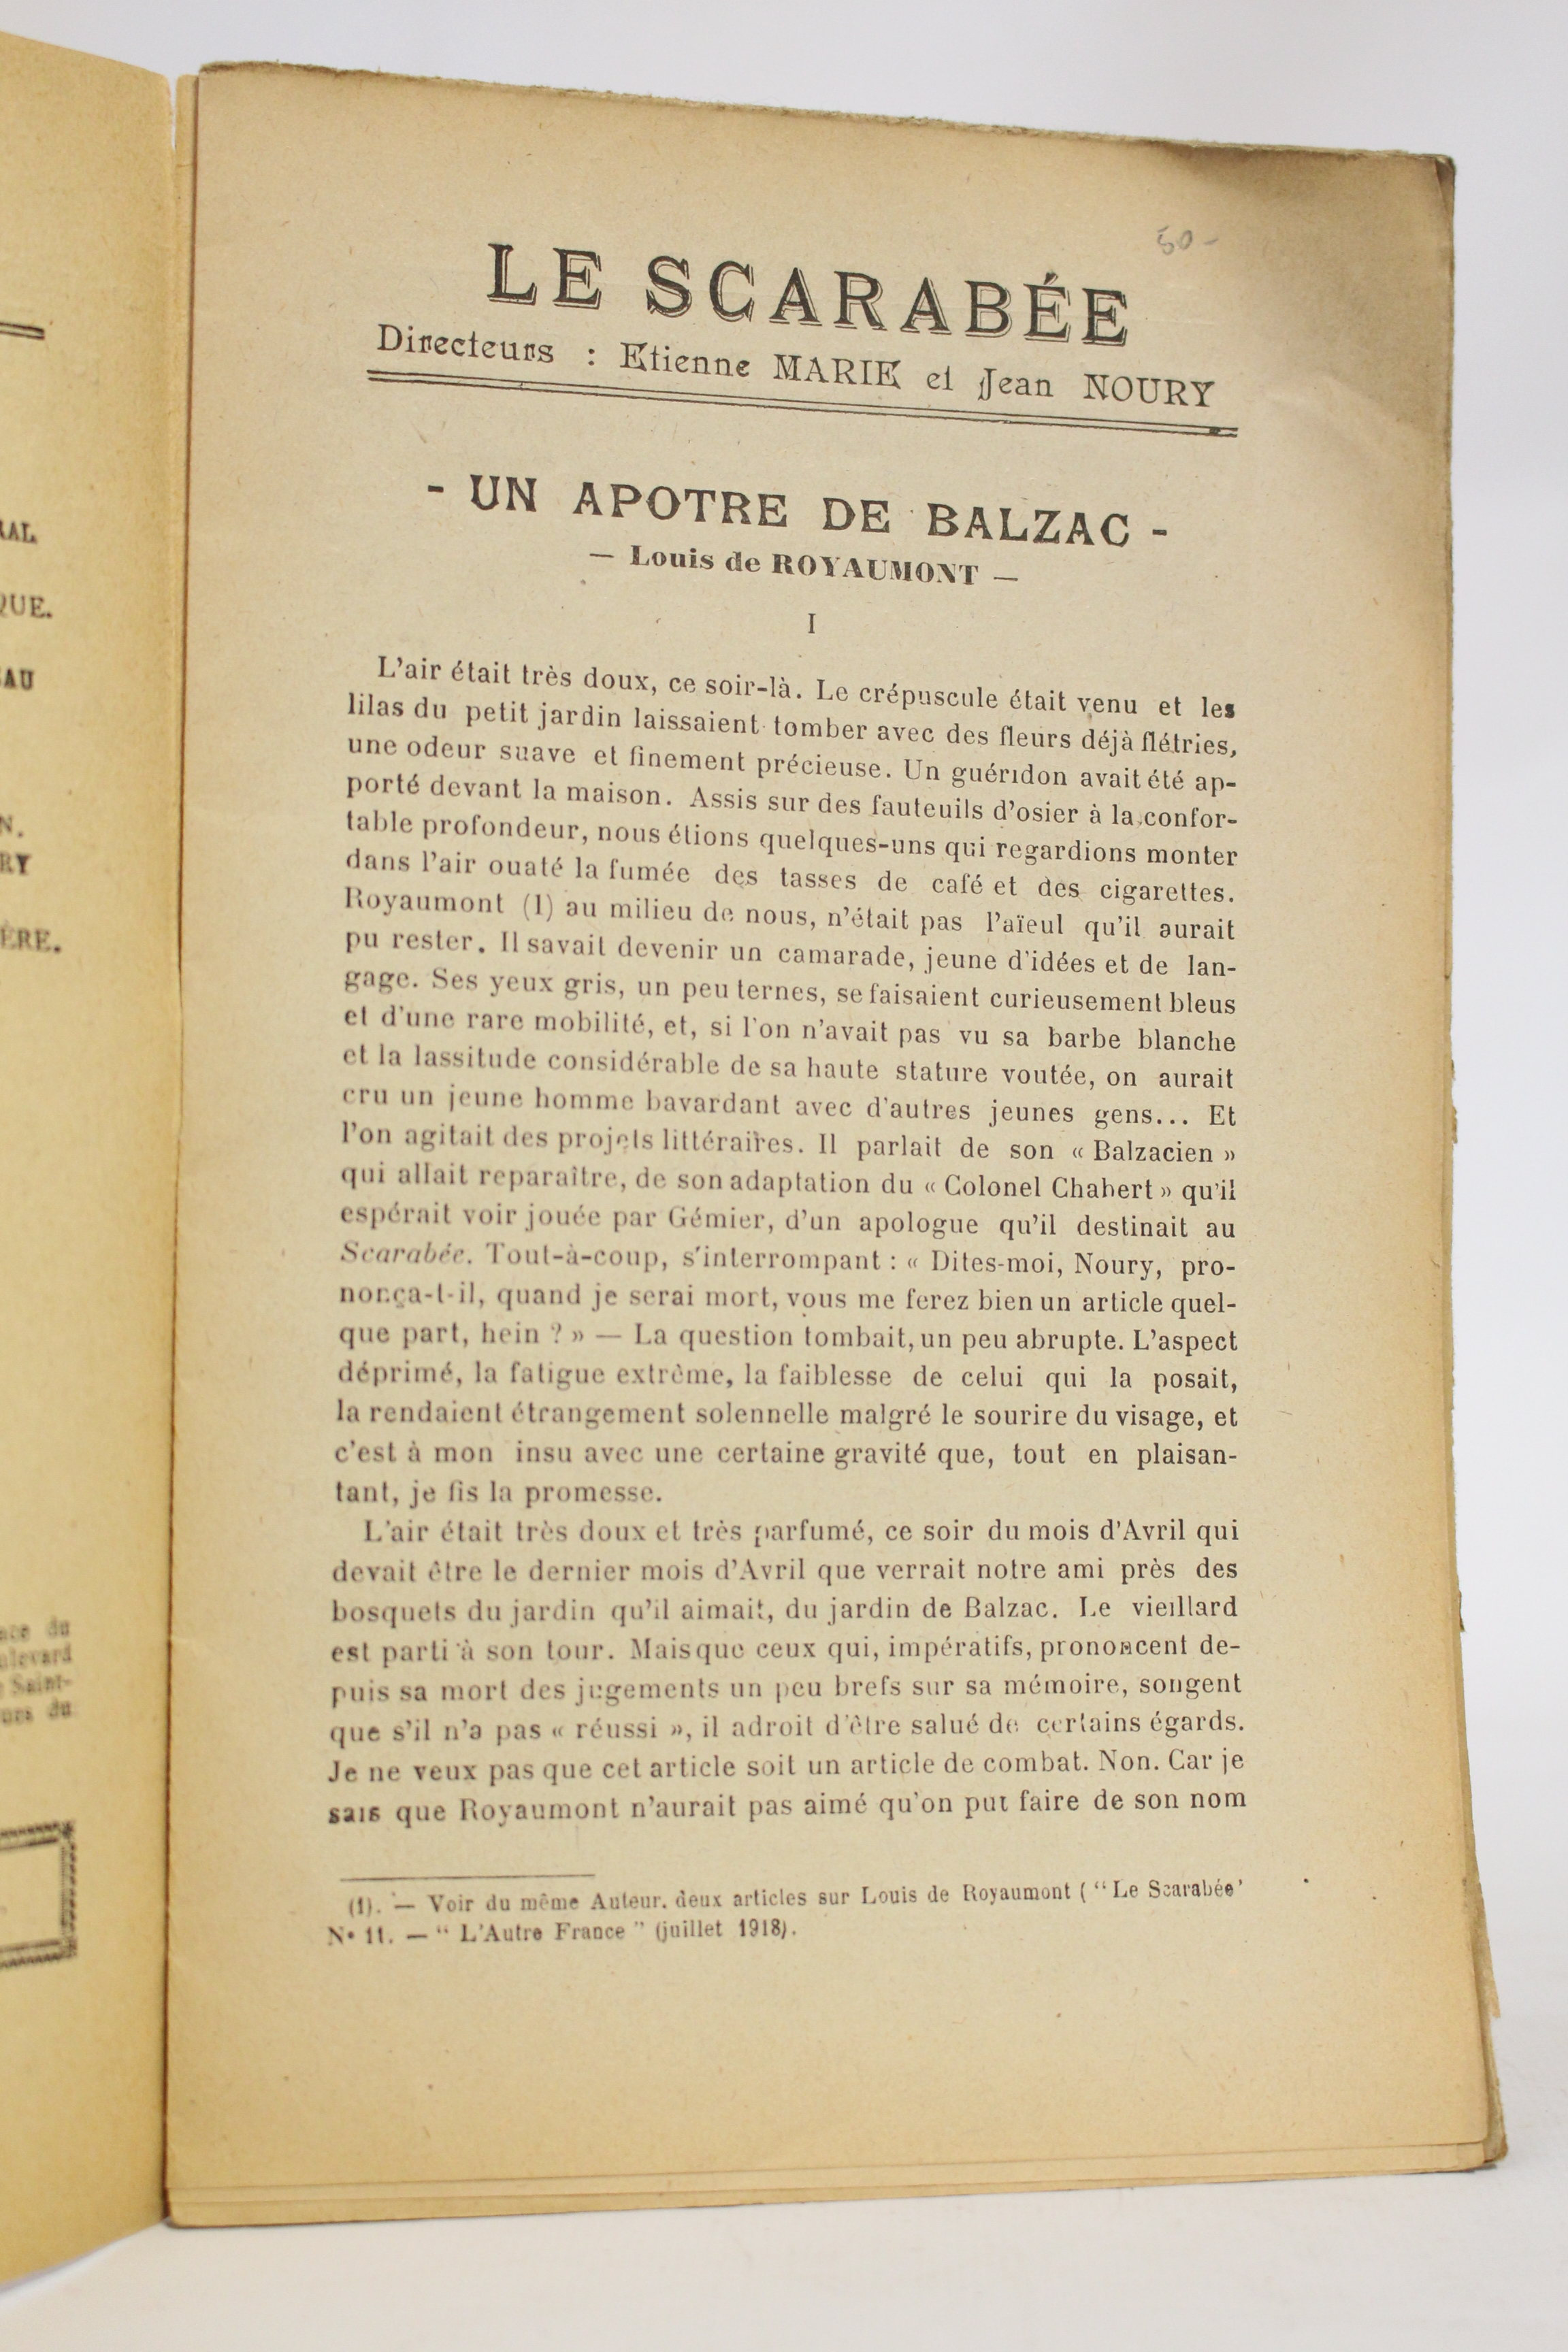 50-
LE SCARABÉE
Directeurs : Etienne MARIE et Jean NOURY
- UN APOTRE DE BALZAC -
— Louis de ROYAUMONT —
I
L'air était très doux, ce soir-là. Le crépuscule était venu et les
lilas du petit jardin laissaient tomber avec des fleurs déjà flétries,
une odeur suave et finement précieuse. Un guéridon avait été ap-
porté devant la maison. Assis sur des fauteuils d'osier à la confor-
table profondeur, nous étions quelques-uns qui regardions monter
dans l'air ouaté la fumée des tasses de café et des cigarettes.
Royaumont (1) au milieu de nous, n'était pas l'aïeul qu'il aurait
pu rester. Il savait devenir un camarade, jeune d'idées et de lan-
gage. Ses yeux gris, un peu ternes, se faisaient curieusement bleus
et d'une rare mobilité, et, si l'on n'avait pas vu sa barbe blanche
et la lassitude considérable de sa haute stature voutée, on aurait
cru un jeune homme bavardant avec d'autres jeunes gens... Et
l'on agitait des projets littéraires. Il parlait de son « Balzacien »
qui allait reparaître, de son adaptation du « Colonel Chabert » qu'il
espérait voir jouée par Gémier, d'un apologue qu'il destinait au
Scarabée. Tout-à-coup, s'interrompant : « Dites-moi, Noury, pro-
nonça-t-il, quand je serai mort, vous me ferez bien un article quel-
que part, hein ? » — La question tombait, un peu abrupte. L'aspect
déprimé, la fatigue extrême, la faiblesse de celui qui la posait,
la rendaient étrangement solennelle malgré le sourire du visage, et
c'est à mon insu avec une certaine gravité que, tout en plaisan-
tant, je fis la promesse.
L'air était très doux et très parfumé, ce soir du mois d'Avril qui
devait être le dernier mois d'Avril que verrait notre ami près des
bosquets du jardin qu'il aimait, du jardin de Balzac. Le vieillard
est parti à son tour. Mais que ceux qui, impératifs, prononcent de-
puis sa mort des jugements un peu brefs sur sa mémoire, songent
que s'il n'a pas « réussi », il a droit d'être salué de certains égards.
Je ne veux pas que cet article soit un article de combat. Non. Car je
sais que Royaumont n'aurait pas aimé qu'on put faire de son nom
(1). — Voir du même Auteur. deux articles sur Louis de Royaumont ( "Le Scarabée'
N° 11. — " L'Autre France " (juillet 1918).